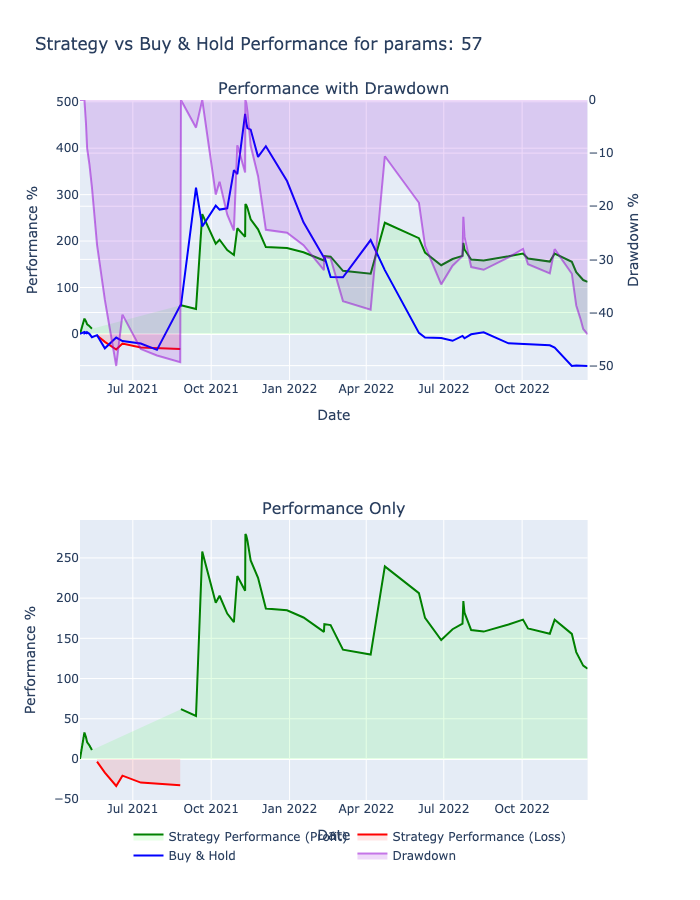 Strategy vs Buy & Hold Performance for params: 57
Performance with Drawdown
500
400
300
200
100
0
0
−10
−20
−30
−40
−50
Performance %
Drawdown %
Jul 2021 Oct 2021 Jan 2022 Apr 2022 Jul 2022 Oct 2022
Date
Performance Only
250
200
150
100
50
0
−50
Performance %
Jul 2021 Oct 2021 Jan 2022 Apr 2022 Jul 2022 Oct 2022
Date
Strategy Performance (Profit) Strategy Performance (Loss)
Buy & Hold Drawdown